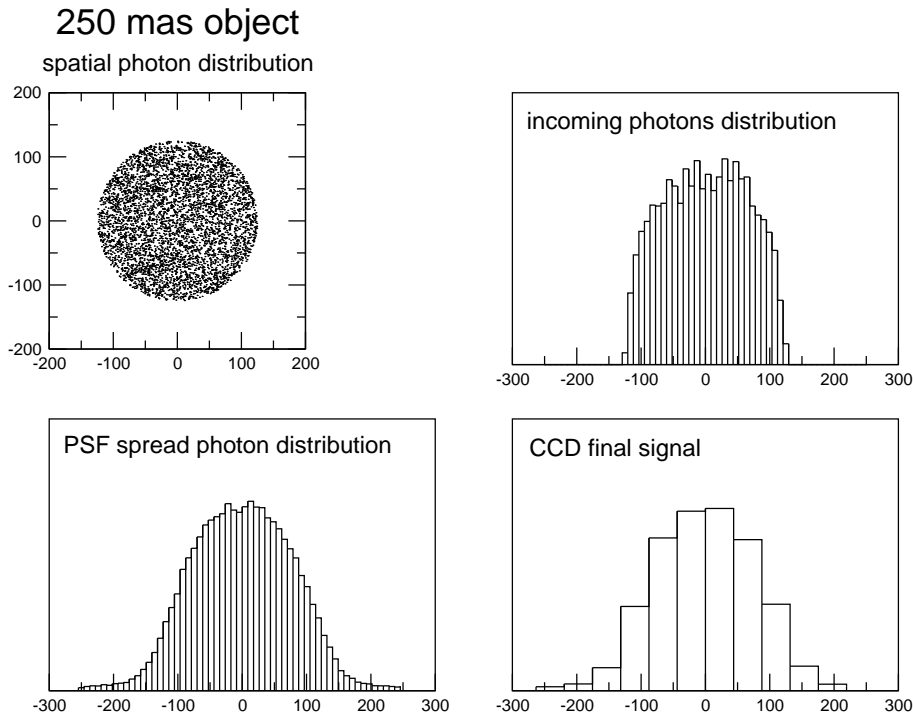 250 mas object
spatial photon distribution
200
100
0
-100
-200
-200 -100 0 100 200
incoming photons distribution
-300 -200 -100 0 100 200 300
PSF spread photon distribution
-300 -200 -100 0 100 200 300
CCD final signal
-300 -200 -100 0 100 200 300